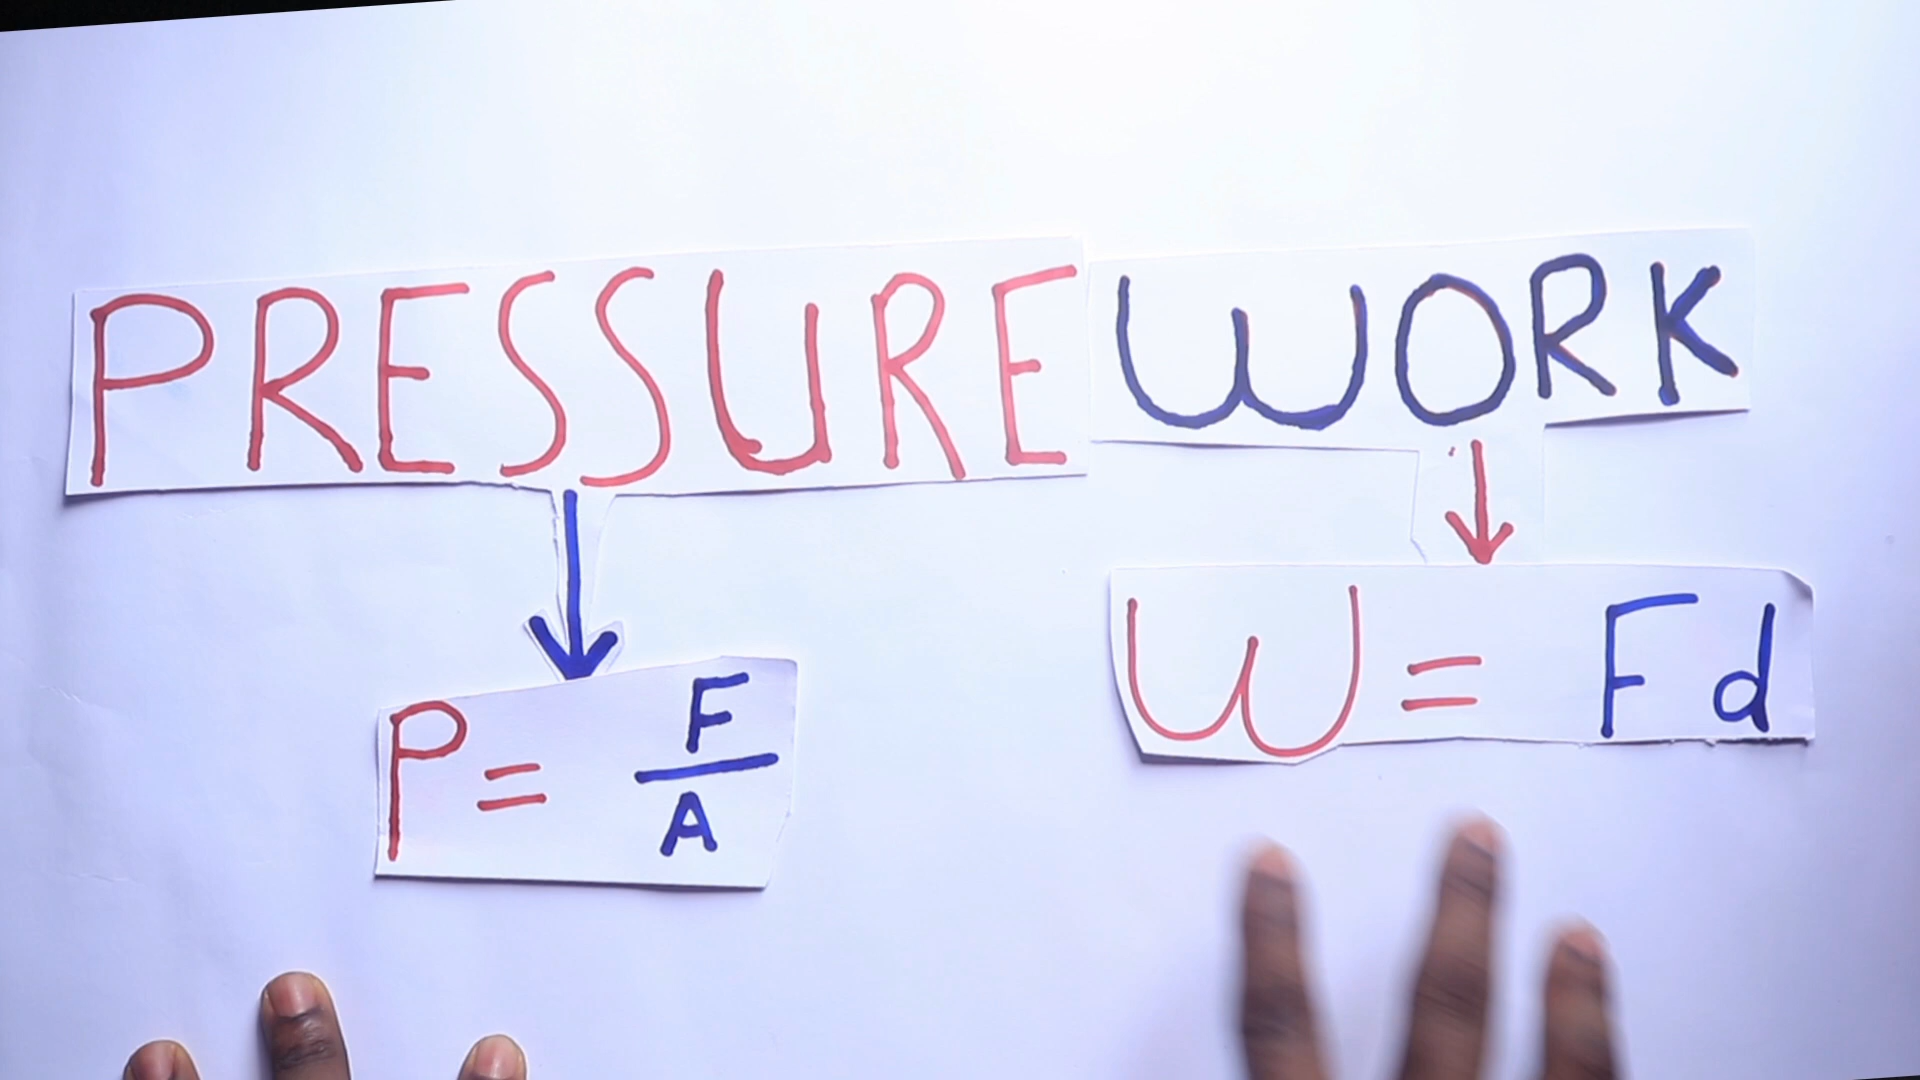 PRESSURE WORK
P = F/A
W = Fd